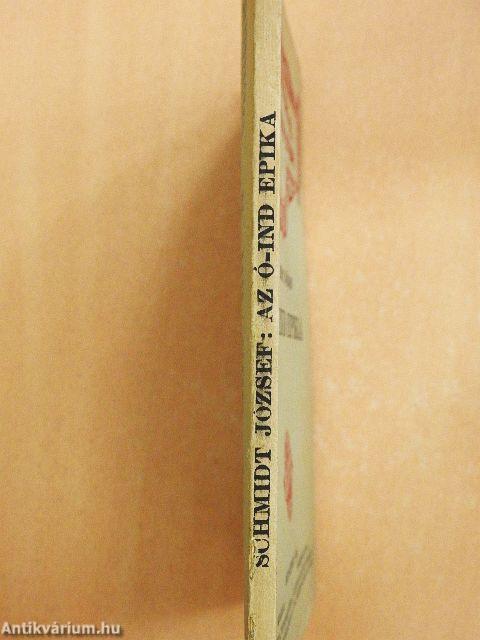 SCHMIDT JÓZSEF: AZ Ó-IND EPIKA
Antikvárium.hu